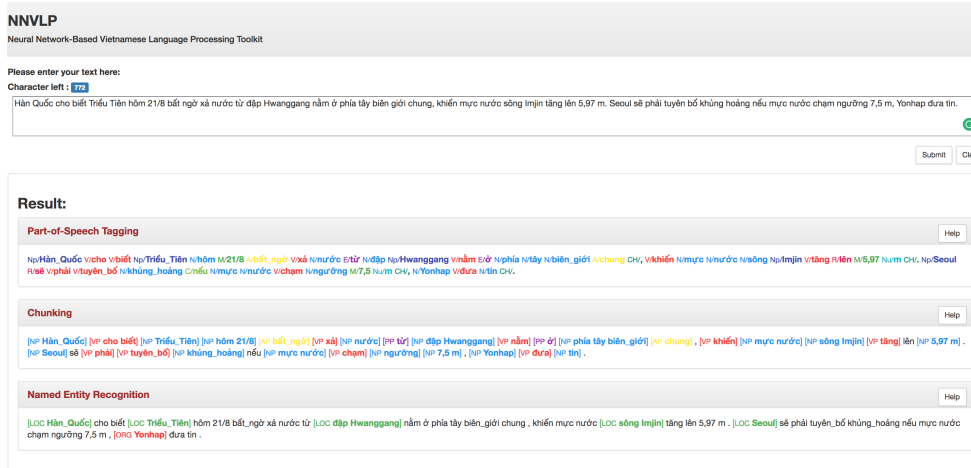 NNVLP
Neural Network-Based Vietnamese Language Processing Toolkit
Please enter your text here:
Character left : 772
Hàn Quốc cho biết Triều Tiên hôm 21/8 bất ngờ xả nước từ đập Hwanggang nằm ở phía tây biên giới chung, khiến mực nước sông Imjin tăng lên 5,97 m. Seoul sẽ phải tuyên bố khủng hoảng nếu mực nước chạm ngưỡng 7,5 m, Yonhap đưa tin.
Submit
Result:
Part-of-Speech Tagging
Help
Np/Hàn_Quốc V/cho V/biết Np/Triều_Tiên N/hôm M/21/8 A/bất_ngờ V/xả N/nước E/từ N/đập Np/Hwanggang V/nằm E/ở N/phía N/tây N/biên_giới A/chung CH/, V/khiến N/mực N/nước N/sông Np/Imjin V/tăng R/lên M/5,97 Nu/m CH/. Np/Seoul
R/sẽ V/phải V/tuyên_bố N/khủng_hoảng C/nếu N/mực N/nước V/chạm N/ngưỡng M/7,5 Nu/m CH/, N/Yonhap V/đưa N/tin CH/.
Chunking
Help
[NP Hàn_Quốc] [VP cho biết] [NP Triều_Tiên] [NP hôm 21/8] [AP bất_ngờ] [VP xả] [NP nước] [PP từ] [NP đập Hwanggang] [VP nằm] [PP ở] [NP phía tây biên_giới] [AP chung] , [VP khiến] [NP mực nước] [NP sông Imjin] [VP tăng] lên [NP 5,97 m] .
[NP Seoul] sẽ [VP phải] [VP tuyên_bố] [NP khủng_hoảng] nếu [NP mực nước] [VP chạm] [NP ngưỡng] [NP 7,5 m] , [NP Yonhap] [VP đưa] [NP tin] .
Named Entity Recognition
Help
[LOC Hàn_Quốc] cho biết [LOC Triều_Tiên] hôm 21/8 bất_ngờ xả nước từ [LOC đập Hwanggang] nằm ở phía tây biên_giới chung , khiến mực nước [LOC sông Imjin] tăng lên 5,97 m . [LOC Seoul] sẽ phải tuyên_bố khủng_hoảng nếu mực nước
chạm ngưỡng 7,5 m , [ORG Yonhap] đưa tin .